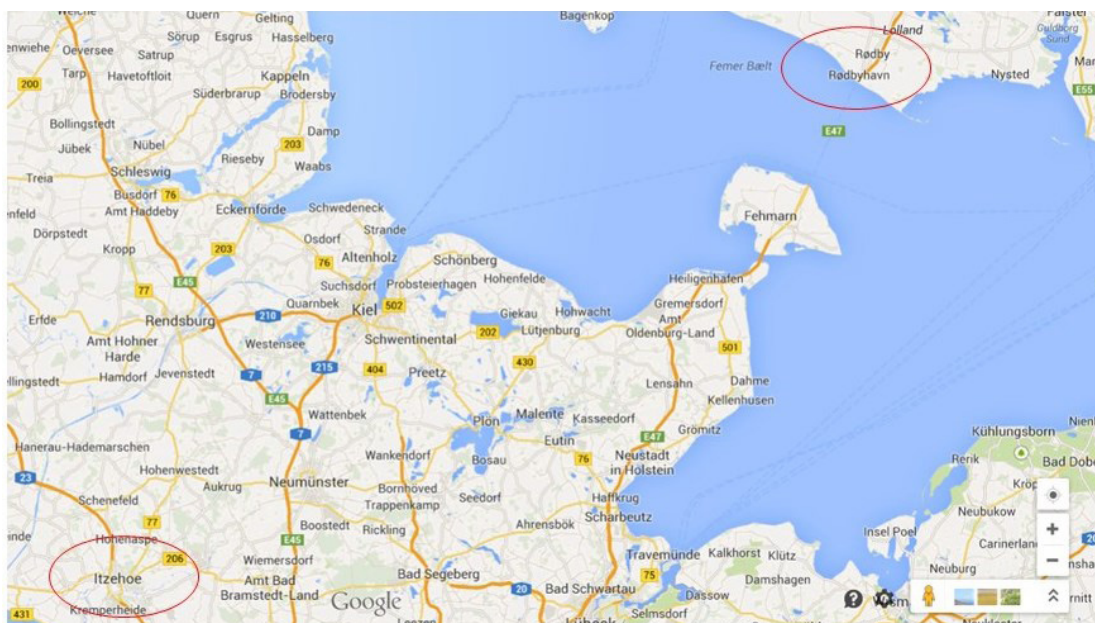 Bagenkop
Weiche
Quern
Gelting
Sörup
Esgrus
Hasselberg
Oeversee
Satrup
Tarp
Havetoftloit
Kappeln
200
Süderbrarup
Brodersby
Bollingstedt
Damp
Jübek
Nübel
203
Rieseby
Waabs
Treia
Schleswig
Busdorf
76
Amt Haddeby
Eckernförde
Schwedeneck
Dörpstedt
Strande
Kropp
203
Osdorf
76
Altenholz
Schönberg
E45
Suchsdorf
Probsteierhagen
Hohenfelde
77
Quarnbek
Kiel
502
Giekau
Hohwacht
Erfde
Rendsburg
210
Schwentinental
202
Lütjenburg
Amt Hohner
Harde
Westensee
215
404
430
Hamdorf
Jevenstedt
7
Preetz
E45
Wattenbek
Plön
Malente
Kasseedorf
7
Hanerau-Hademarschen
Eutin
76
Wankendorf
Bosau
23
Hohenwestedt
Aukrug
Neumünster
Bornhöved
Trappenkamp
Seedorf
Schenefeld
77
Boostedt
Rickling
Ahrensbök
Hohenaspe
206
E45
Wiemersdorf
Itzehoe
Amt Bad
Bramstedt-Land
Bad Segeberg
20
Bad Schwartau
431
Kremperheide
Google
Selmsdorf
Dassow
Lolland
Guldborg
Sund
Rødby
Rødbyhavn
Femer Bælt
Nysted
E55
E47
Fehmarn
Heiligenhafen
Gremersdorf
Amt
Oldenburg-Land
501
Lensahn
Dahme
Kellenhusen
E47
Grömitz
Neustadt
in Holstein
Haffkrug
Scharbeutz
Travemünde
75
Kalkhorst
Klütz
Damshagen
Kühlungsborn
Rerik
Bad Dobe
Kröp
Neubukow
Insel Poel
Carinerlan
Neuburg
+
−
?